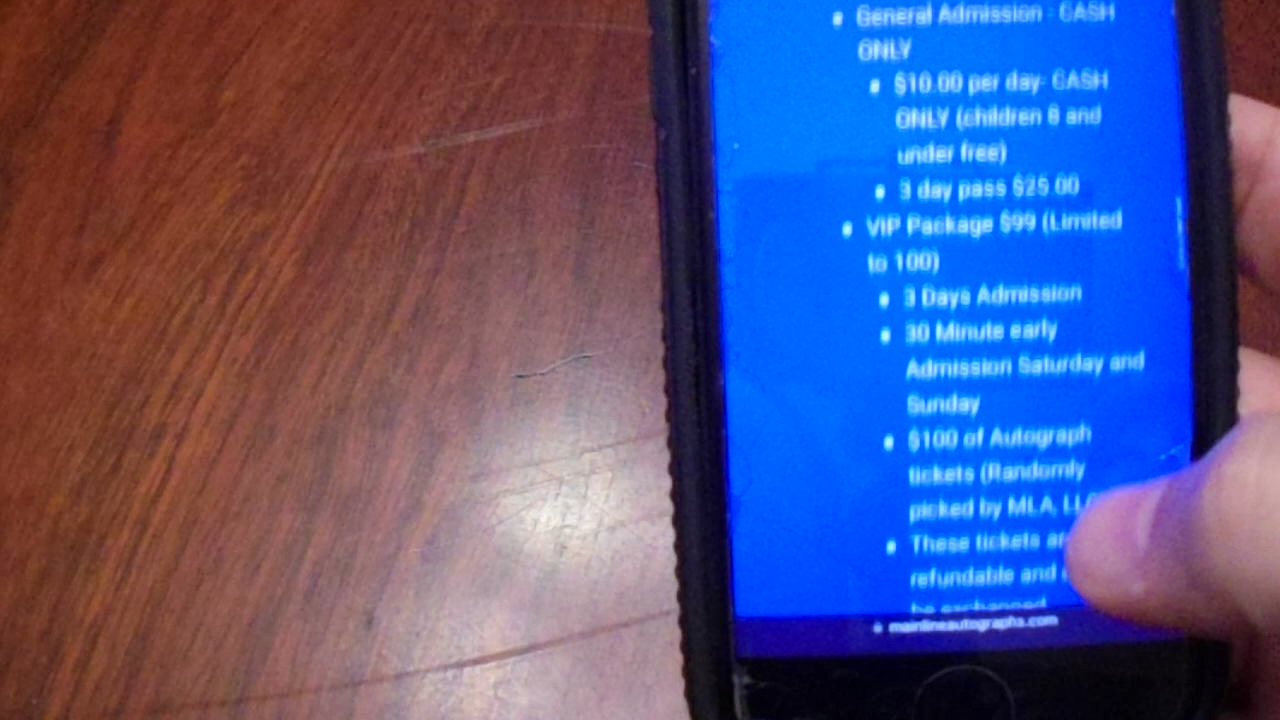 General Admission - CASH
ONLY
$10.00 per day- CASH
ONLY (children 8 and
under free)
3 day pass $25.00
VIP Package $99 (Limited
to 100)
3 Days Admission
30 Minute early
Admission Saturday and
Sunday
$100 of Autograph
tickets (Randomly
picked by MLA,
These tickets
refundable and
be exchanged
mainlineautographs.com